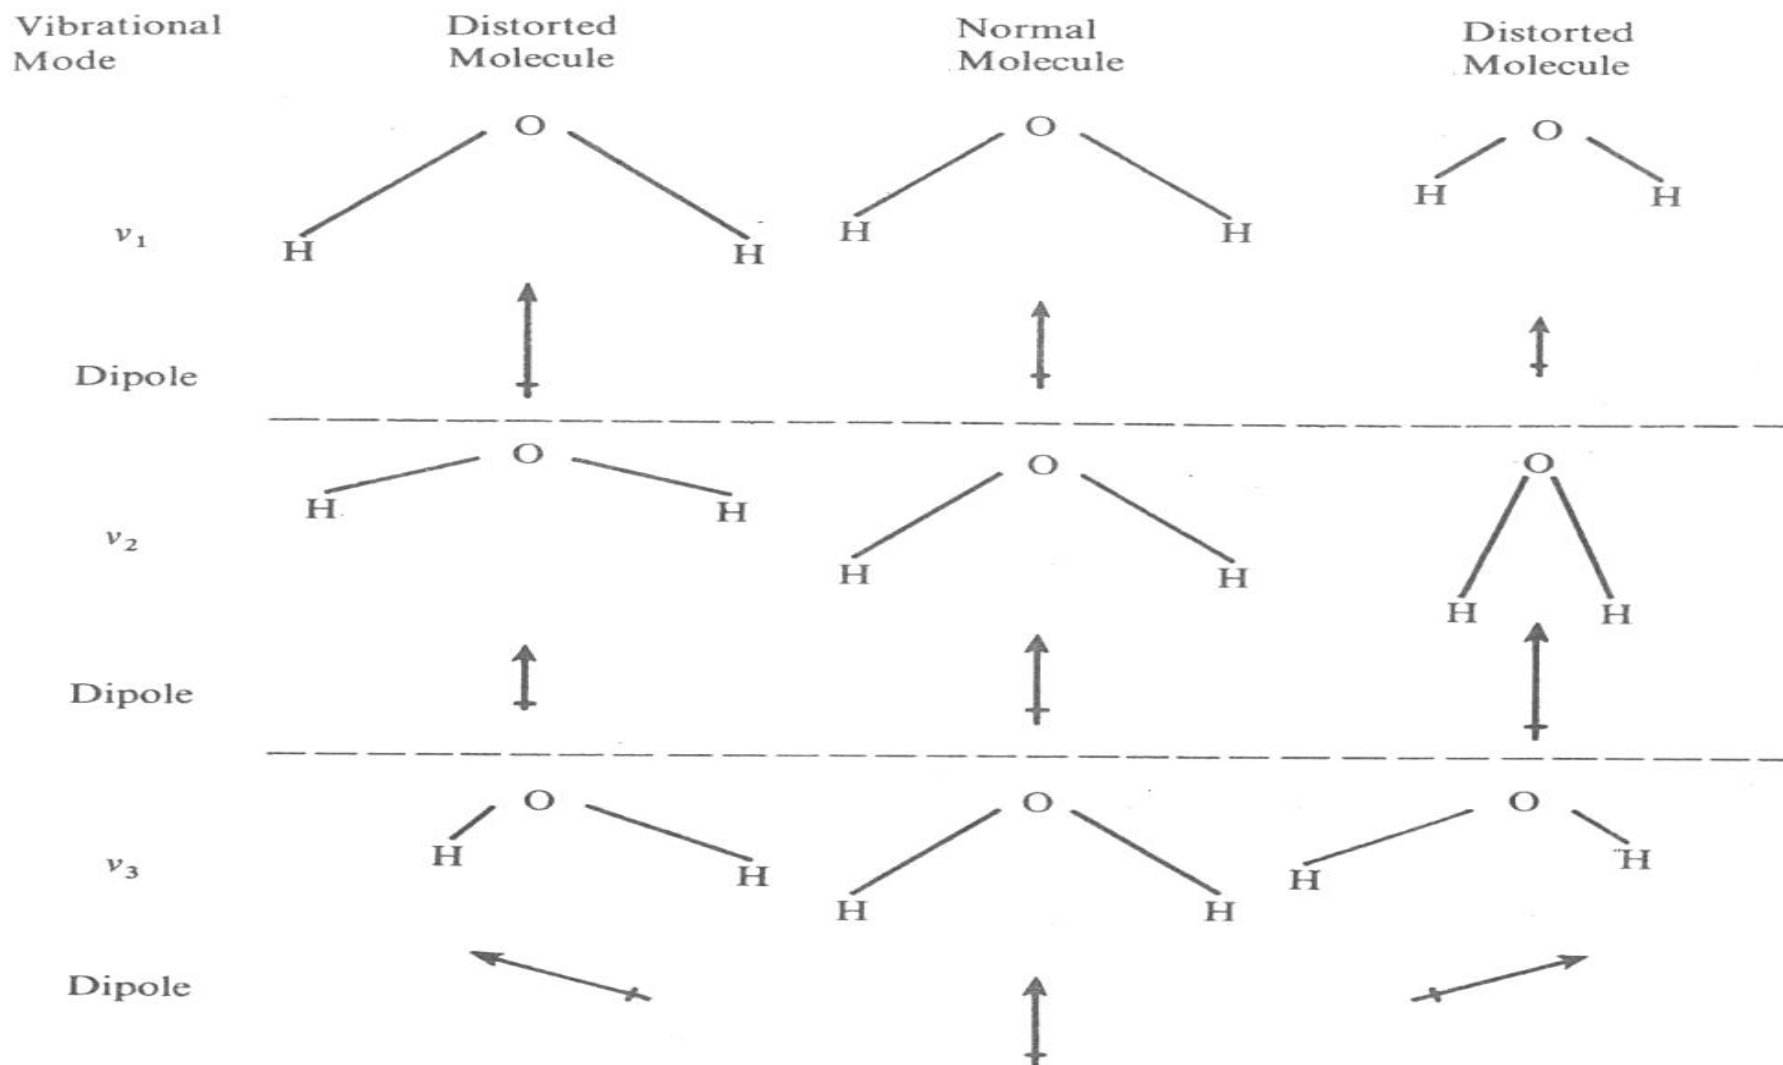 Vibrational Mode
Distorted Molecule
Normal Molecule
Distorted Molecule
O O O
H H
H H H H
ν₁
Dipole
O O O
H H
H H H H
ν₂
Dipole
O O O
H H H H
H H
ν₃
Dipole